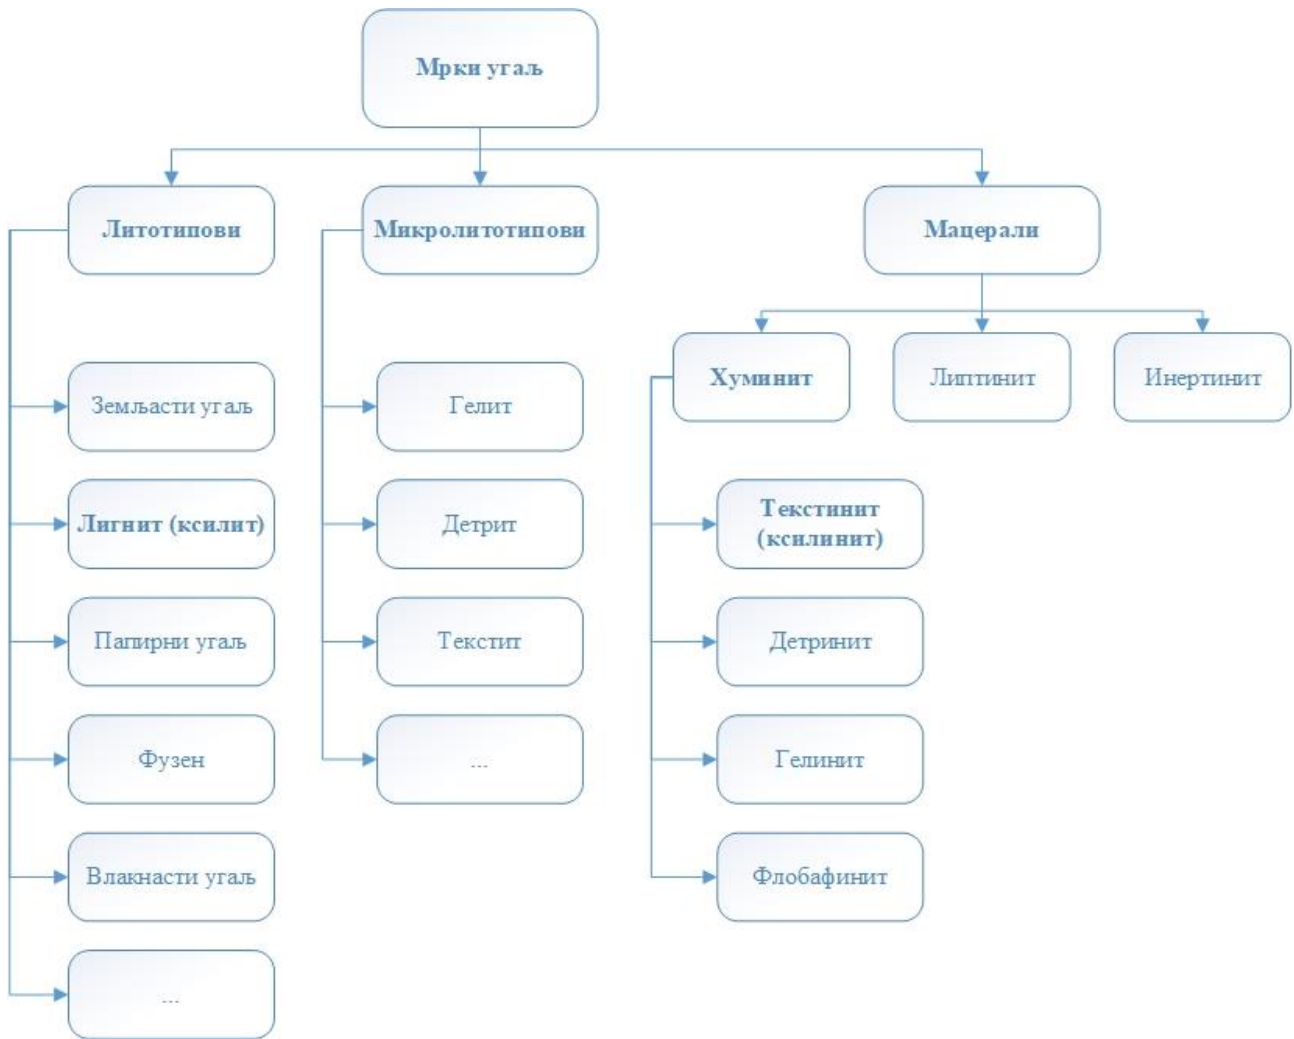 Мрки угаљ
Литотипови
Микролитотипови
Мацерали
Хуминит
Липтинит
Инертинит
Земљасти угаљ
Гелит
Лигнит (ксилит)
Детрит
Текстинит
(ксилинит)
Папирни угаљ
Текстит
Детринит
Фузен
...
Гелинит
Влакнасти угаљ
Флобафинит
...